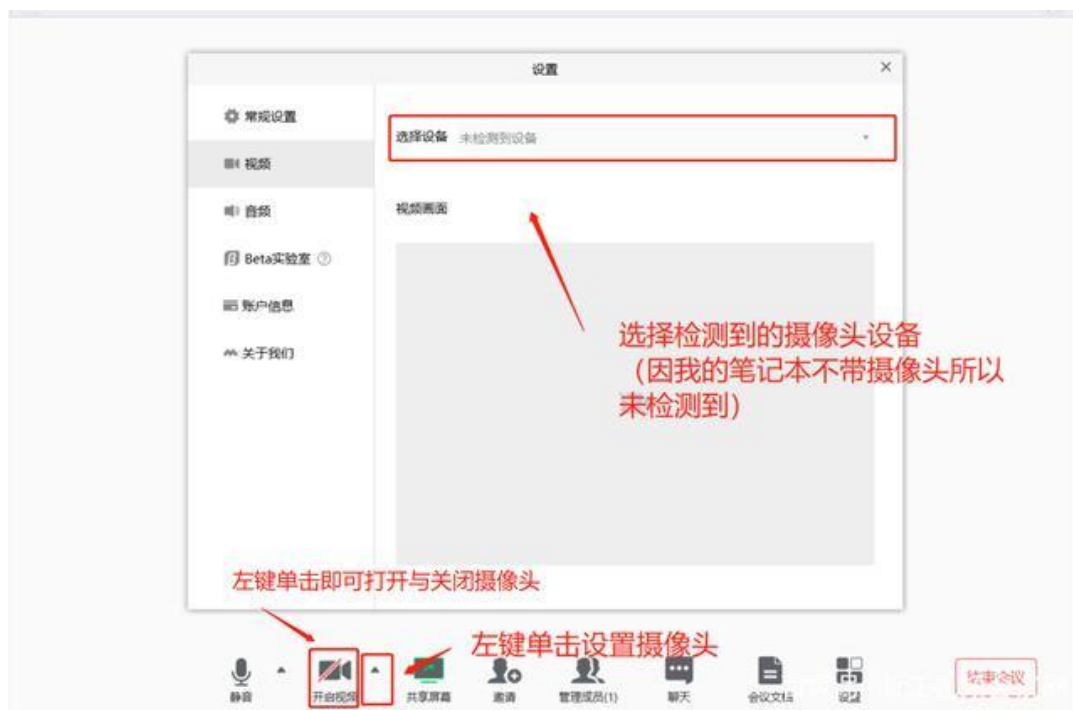 设置
常规设置
选择设备 未检测到设备
视频
音频
视频画面
Beta实验室
账户信息
关于我们
选择检测到的摄像头设备
（因我的笔记本不带摄像头所以
未检测到）
左键单击即可打开与关闭摄像头
左键单击设置摄像头
静音
开启视频
共享屏幕
邀请
管理成员(1)
聊天
会议文档
设置
结束会议